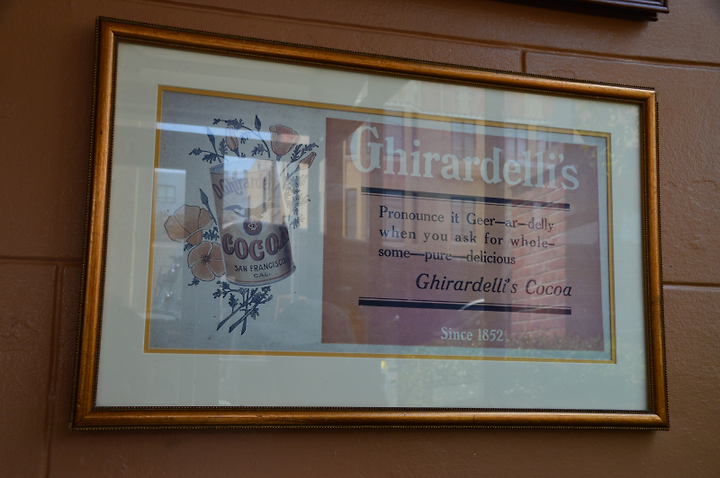 Ghirardelli's
COCOA
SAN FRANCISCO
CAL.
Ghirardelli's
Pronounce it Geer—ar—delly
when you ask for whole—
some—pure—delicious
Ghirardelli's Cocoa
Since 1852